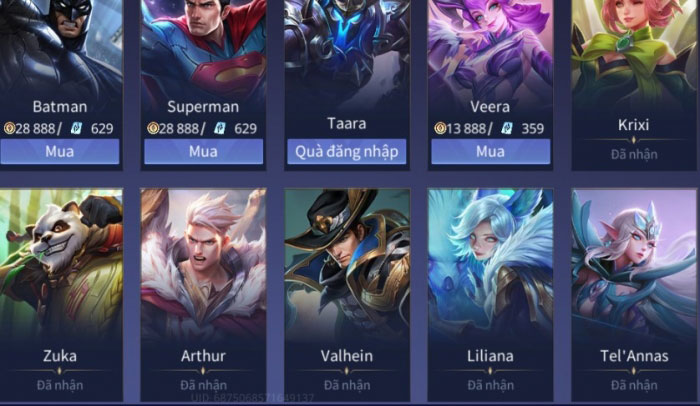 Batman
28 888/ 629
Mua
Superman
28 888/ 629
Mua
Taara
Quà đăng nhập
Veera
13 888/ 359
Mua
Krixi
Đã nhận
Zuka
Đã nhận
Arthur
Đã nhận
Valhein
Đã nhận
Liliana
Đã nhận
Tel'Annas
Đã nhận